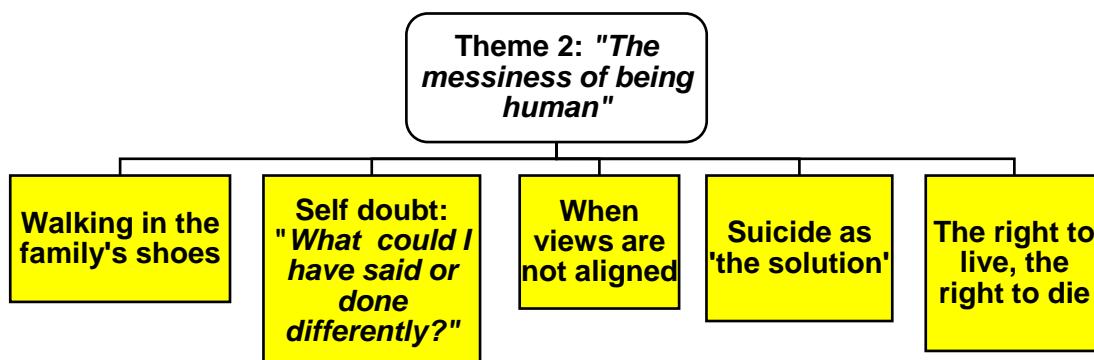 Theme 2: "The
messiness of being
human"
Walking in the
family's shoes
Self doubt:
"What could I
have said or
done
differently?"
When
views are
not aligned
Suicide as
'the solution'
The right to
live, the
right to die